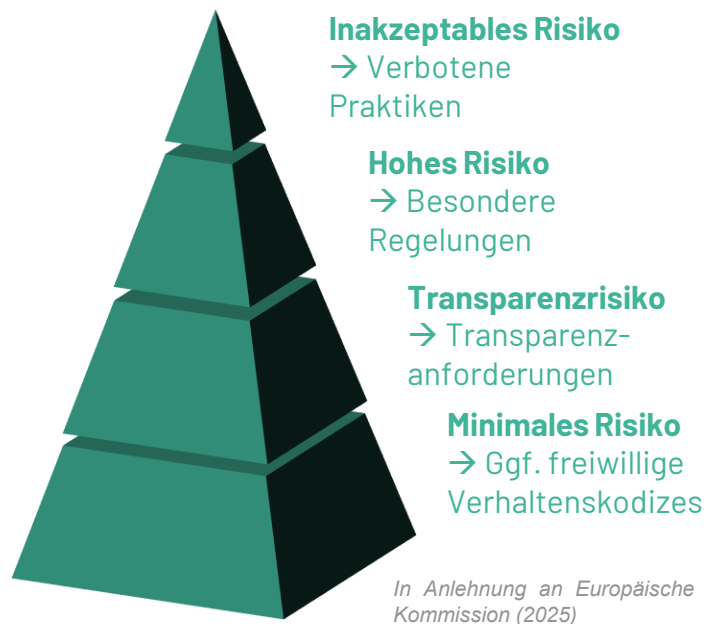 Inakzeptables Risiko
→ Verbotene
Praktiken
Hohes Risiko
→ Besondere
Regelungen
Transparenzrisiko
→ Transparenz-
anforderungen
Minimales Risiko
→ Ggf. freiwillige
Verhaltenskodizes
In Anlehnung an Europäische
Kommission (2025)